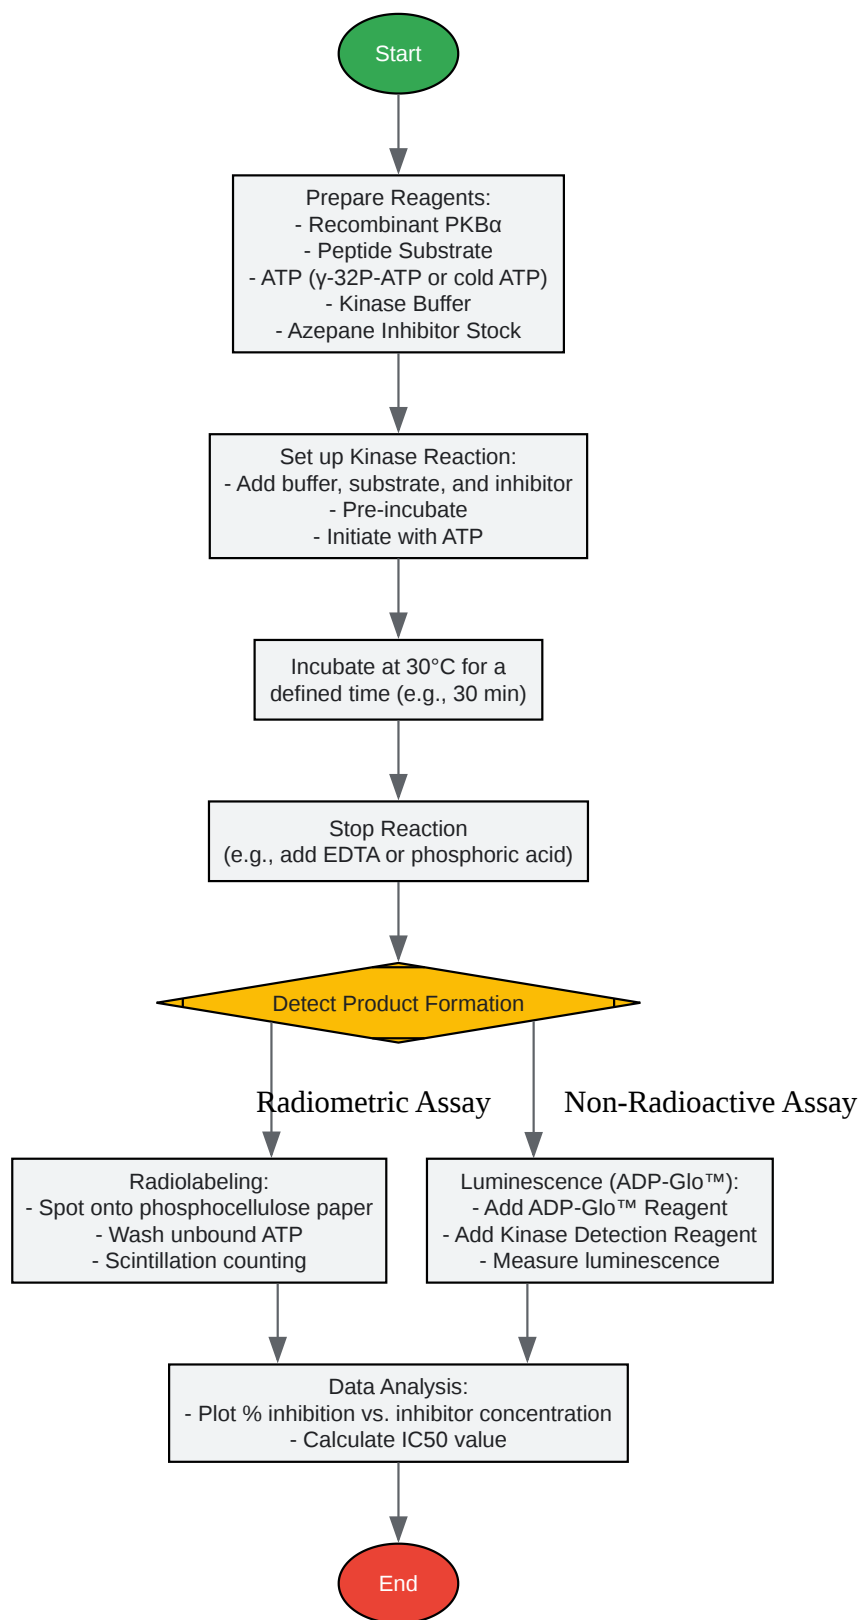 Start
Prepare Reagents:
- Recombinant PKBα
- Peptide Substrate
- ATP (γ-32P-ATP or cold ATP)
- Kinase Buffer
- Azepane Inhibitor Stock
Set up Kinase Reaction:
- Add buffer, substrate, and inhibitor
- Pre-incubate
- Initiate with ATP
Incubate at 30°C for a
defined time (e.g., 30 min)
Stop Reaction
(e.g., add EDTA or phosphoric acid)
Detect Product Formation
Radiometric Assay
Non-Radioactive Assay
Radiolabeling:
- Spot onto phosphocellulose paper
- Wash unbound ATP
- Scintillation counting
Luminescence (ADP-Glo™):
- Add ADP-Glo™ Reagent
- Add Kinase Detection Reagent
- Measure luminescence
Data Analysis:
- Plot % inhibition vs. inhibitor concentration
- Calculate IC50 value
End